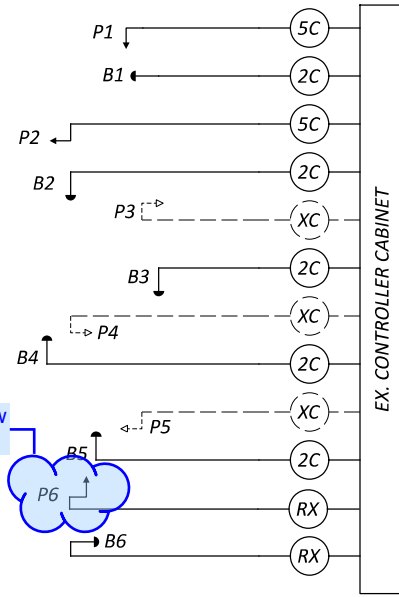 P1 5C
B1 2C
P2 5C
B2 2C
P3 XC
B3 2C
P4 XC
B4 2C
P5 XC
B5 2C
P6 RX
B6 RX
EX. CONTROLLER CABINET
W